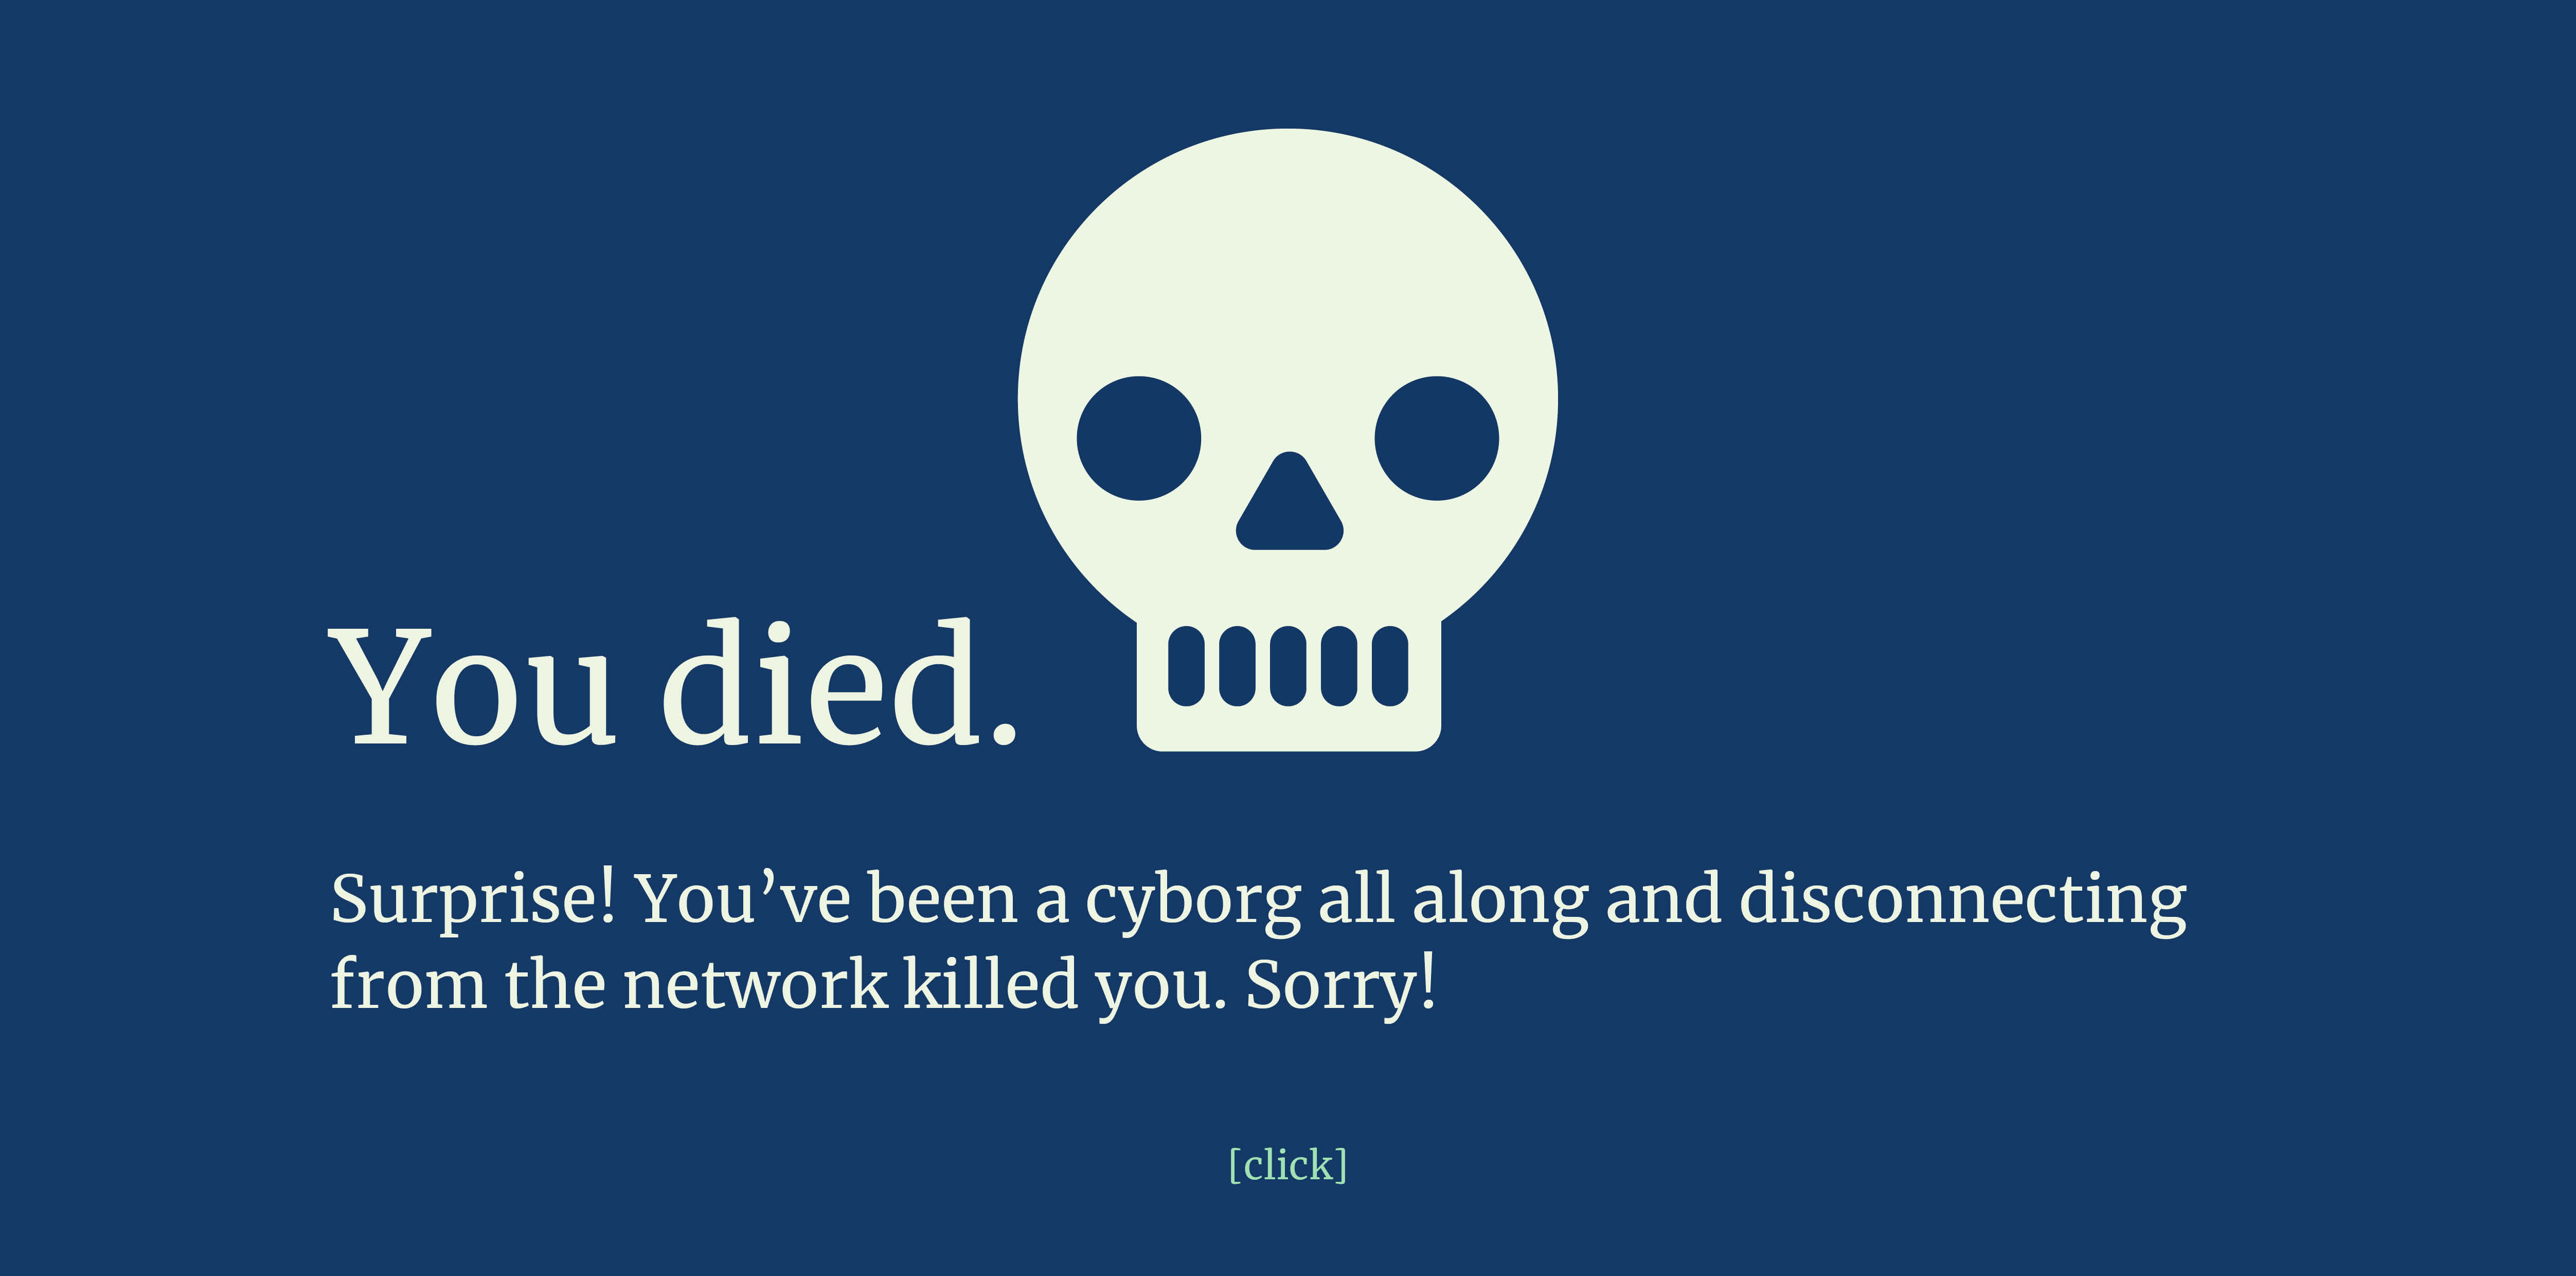 You died.
Surprise! You’ve been a cyborg all along and disconnecting
from the network killed you. Sorry!
[click]